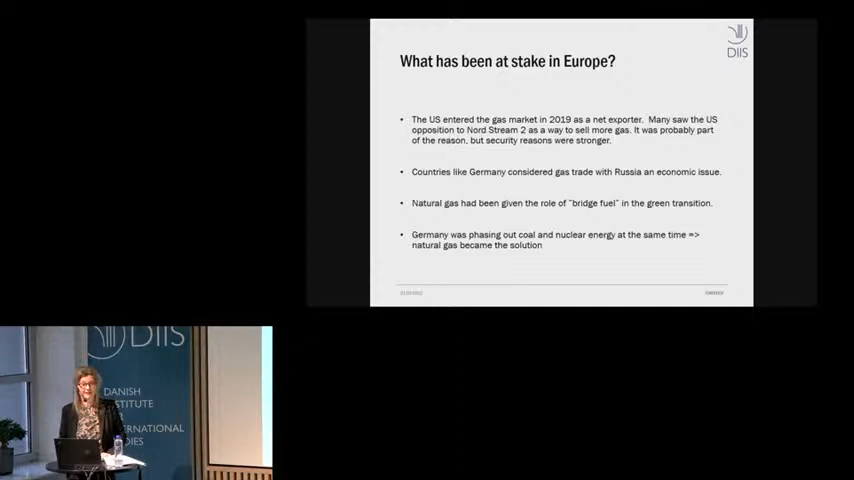 DIIS
What has been at stake in Europe?
• The US entered the gas market in 2019 as a net exporter. Many saw the US
opposition to Nord Stream 2 as a way to sell more gas. It was probably part
of the reason, but security reasons were stronger.
• Countries like Germany considered gas trade with Russia an economic issue.
• Natural gas had been given the role of "bridge fuel" in the green transition.
• Germany was phasing out coal and nuclear energy at the same time =>
natural gas became the solution
DIIS
DANISH
INSTITUTE
INTERNATIONAL